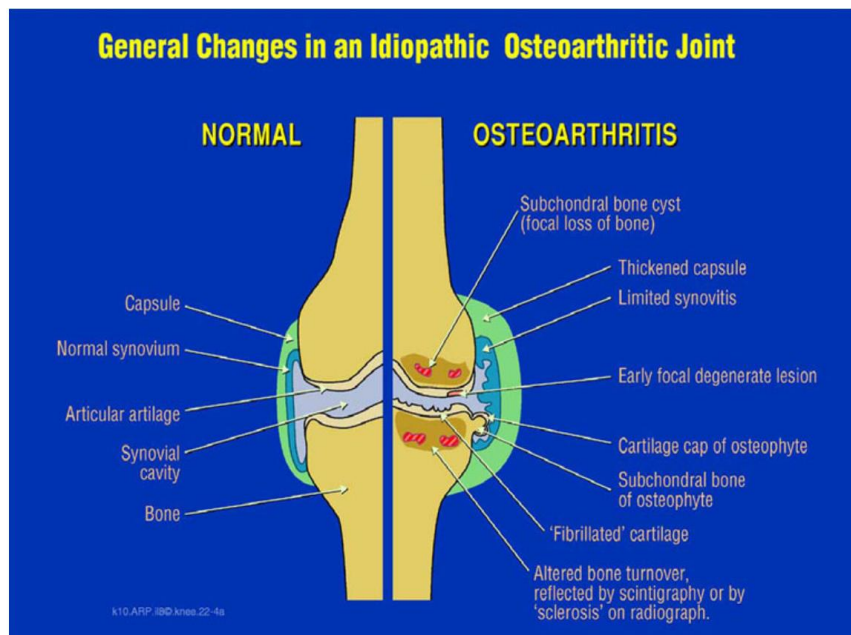 General Changes in an Idiopathic Osteoarthritic Joint
NORMAL
OSTEOARTHRITIS
Capsule
Normal synovium
Articular artilage
Synovial
cavity
Bone
Subchondral bone cyst
(focal loss of bone)
Thickened capsule
Limited synovitis
Early focal degenerate lesion
Cartilage cap of osteophyte
Subchondral bone
of osteophyte
'Fibrillated' cartilage
Altered bone turnover,
reflected by scintigraphy or by
'sclerosis' on radiograph.
k10.ARP.il8©.knee.22-4a